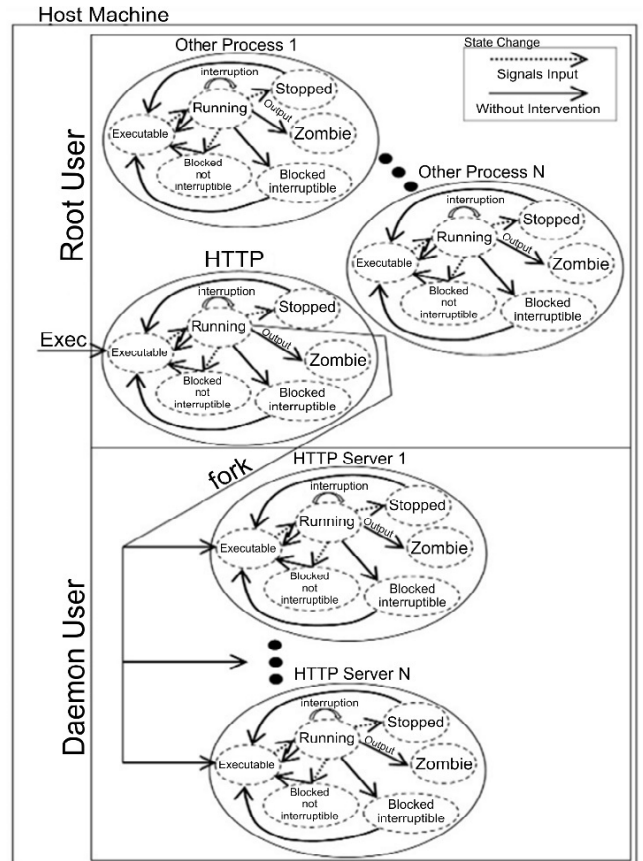 Host Machine
Root User
Other Process 1
interruption
Stopped
Running
Output
Executable
Zombie
Blocked
not
interruptible
Blocked
interruptible
State Change
Signals Input
Without Intervention
Other Process N
interruption
Stopped
Running
Output
Executable
Zombie
Blocked
not
interruptible
Blocked
interruptible
HTTP
interruption
Stopped
Running
Output
Exec
Executable
Zombie
Blocked
not
interruptible
Blocked
interruptible
fork
Daemon User
HTTP Server 1
interruption
Stopped
Running
Output
Executable
Zombie
Blocked
not
interruptible
Blocked
interruptible
HTTP Server N
interruption
Stopped
Running
Output
Executable
Zombie
Blocked
not
interruptible
Blocked
interruptible